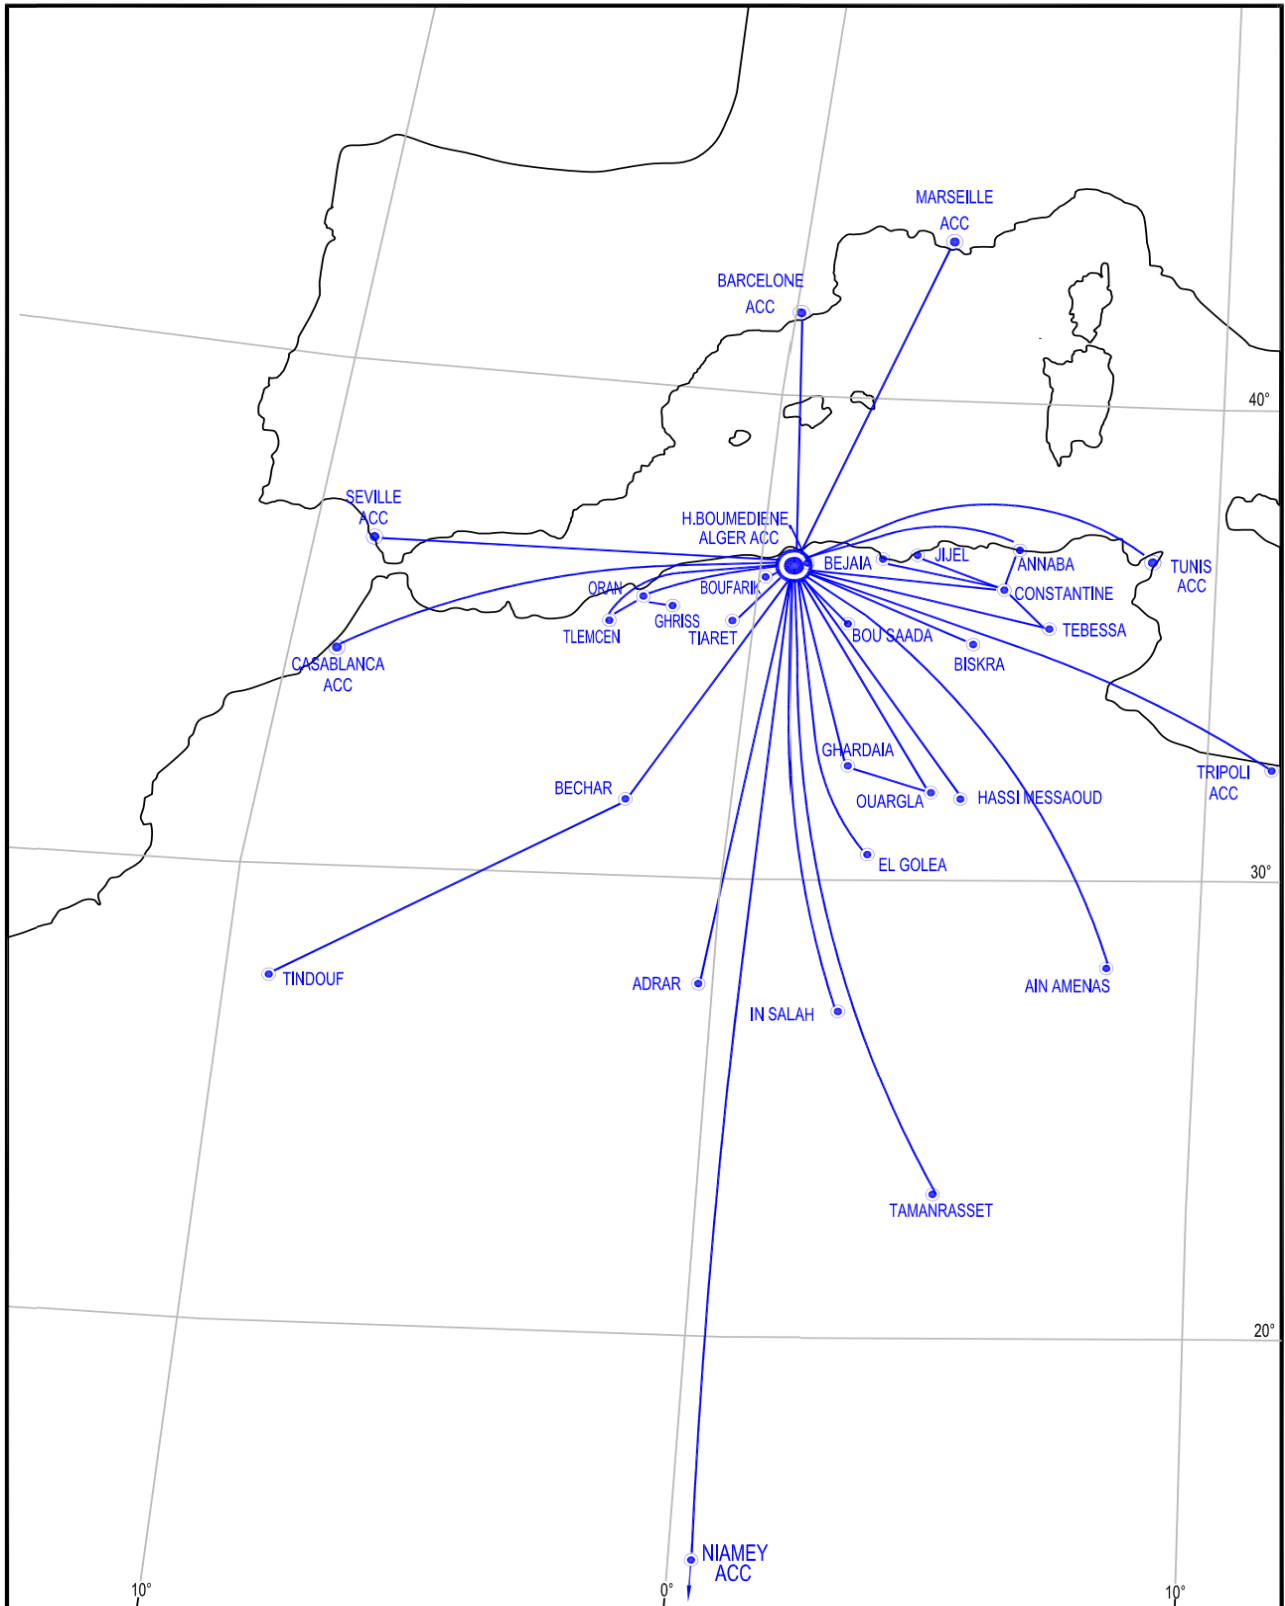 MARSEILLE
ACC
BARCELONE
ACC
40°
SEVILLE
ACC
H.BOUMEDIENE
ALGER ACC
BEJAIA
JIJEL
ANNABA
TUNIS
ACC
ORAN
BOUFARIK
CONSTANTINE
GHRISS
TLEMCEN
TIARET
BOU SAADA
TEBESSA
BISKRA
CASABLANCA
ACC
GHARDAIA
TRIPOLI
ACC
BECHAR
OUARGLA
HASSI MESSAOUD
EL GOLEA
30°
TINDOUF
ADRAR
AIN AMENAS
IN SALAH
TAMANRASSET
20°
NIAMEY
ACC
10°
0°
10°